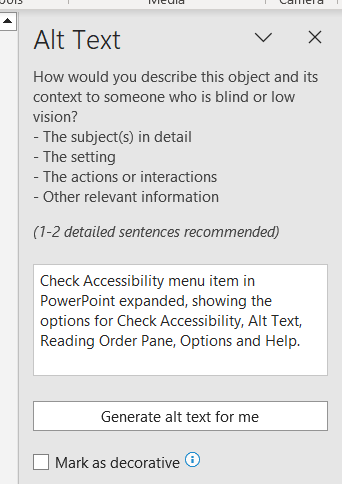 Media
Camera
Alt Text
How would you describe this object and its
context to someone who is blind or low
vision?
- The subject(s) in detail
- The setting
- The actions or interactions
- Other relevant information
(1-2 detailed sentences recommended)
Check Accessibility menu item in
PowerPoint expanded, showing the
options for Check Accessibility, Alt Text,
Reading Order Pane, Options and Help.
Generate alt text for me
Mark as decorative